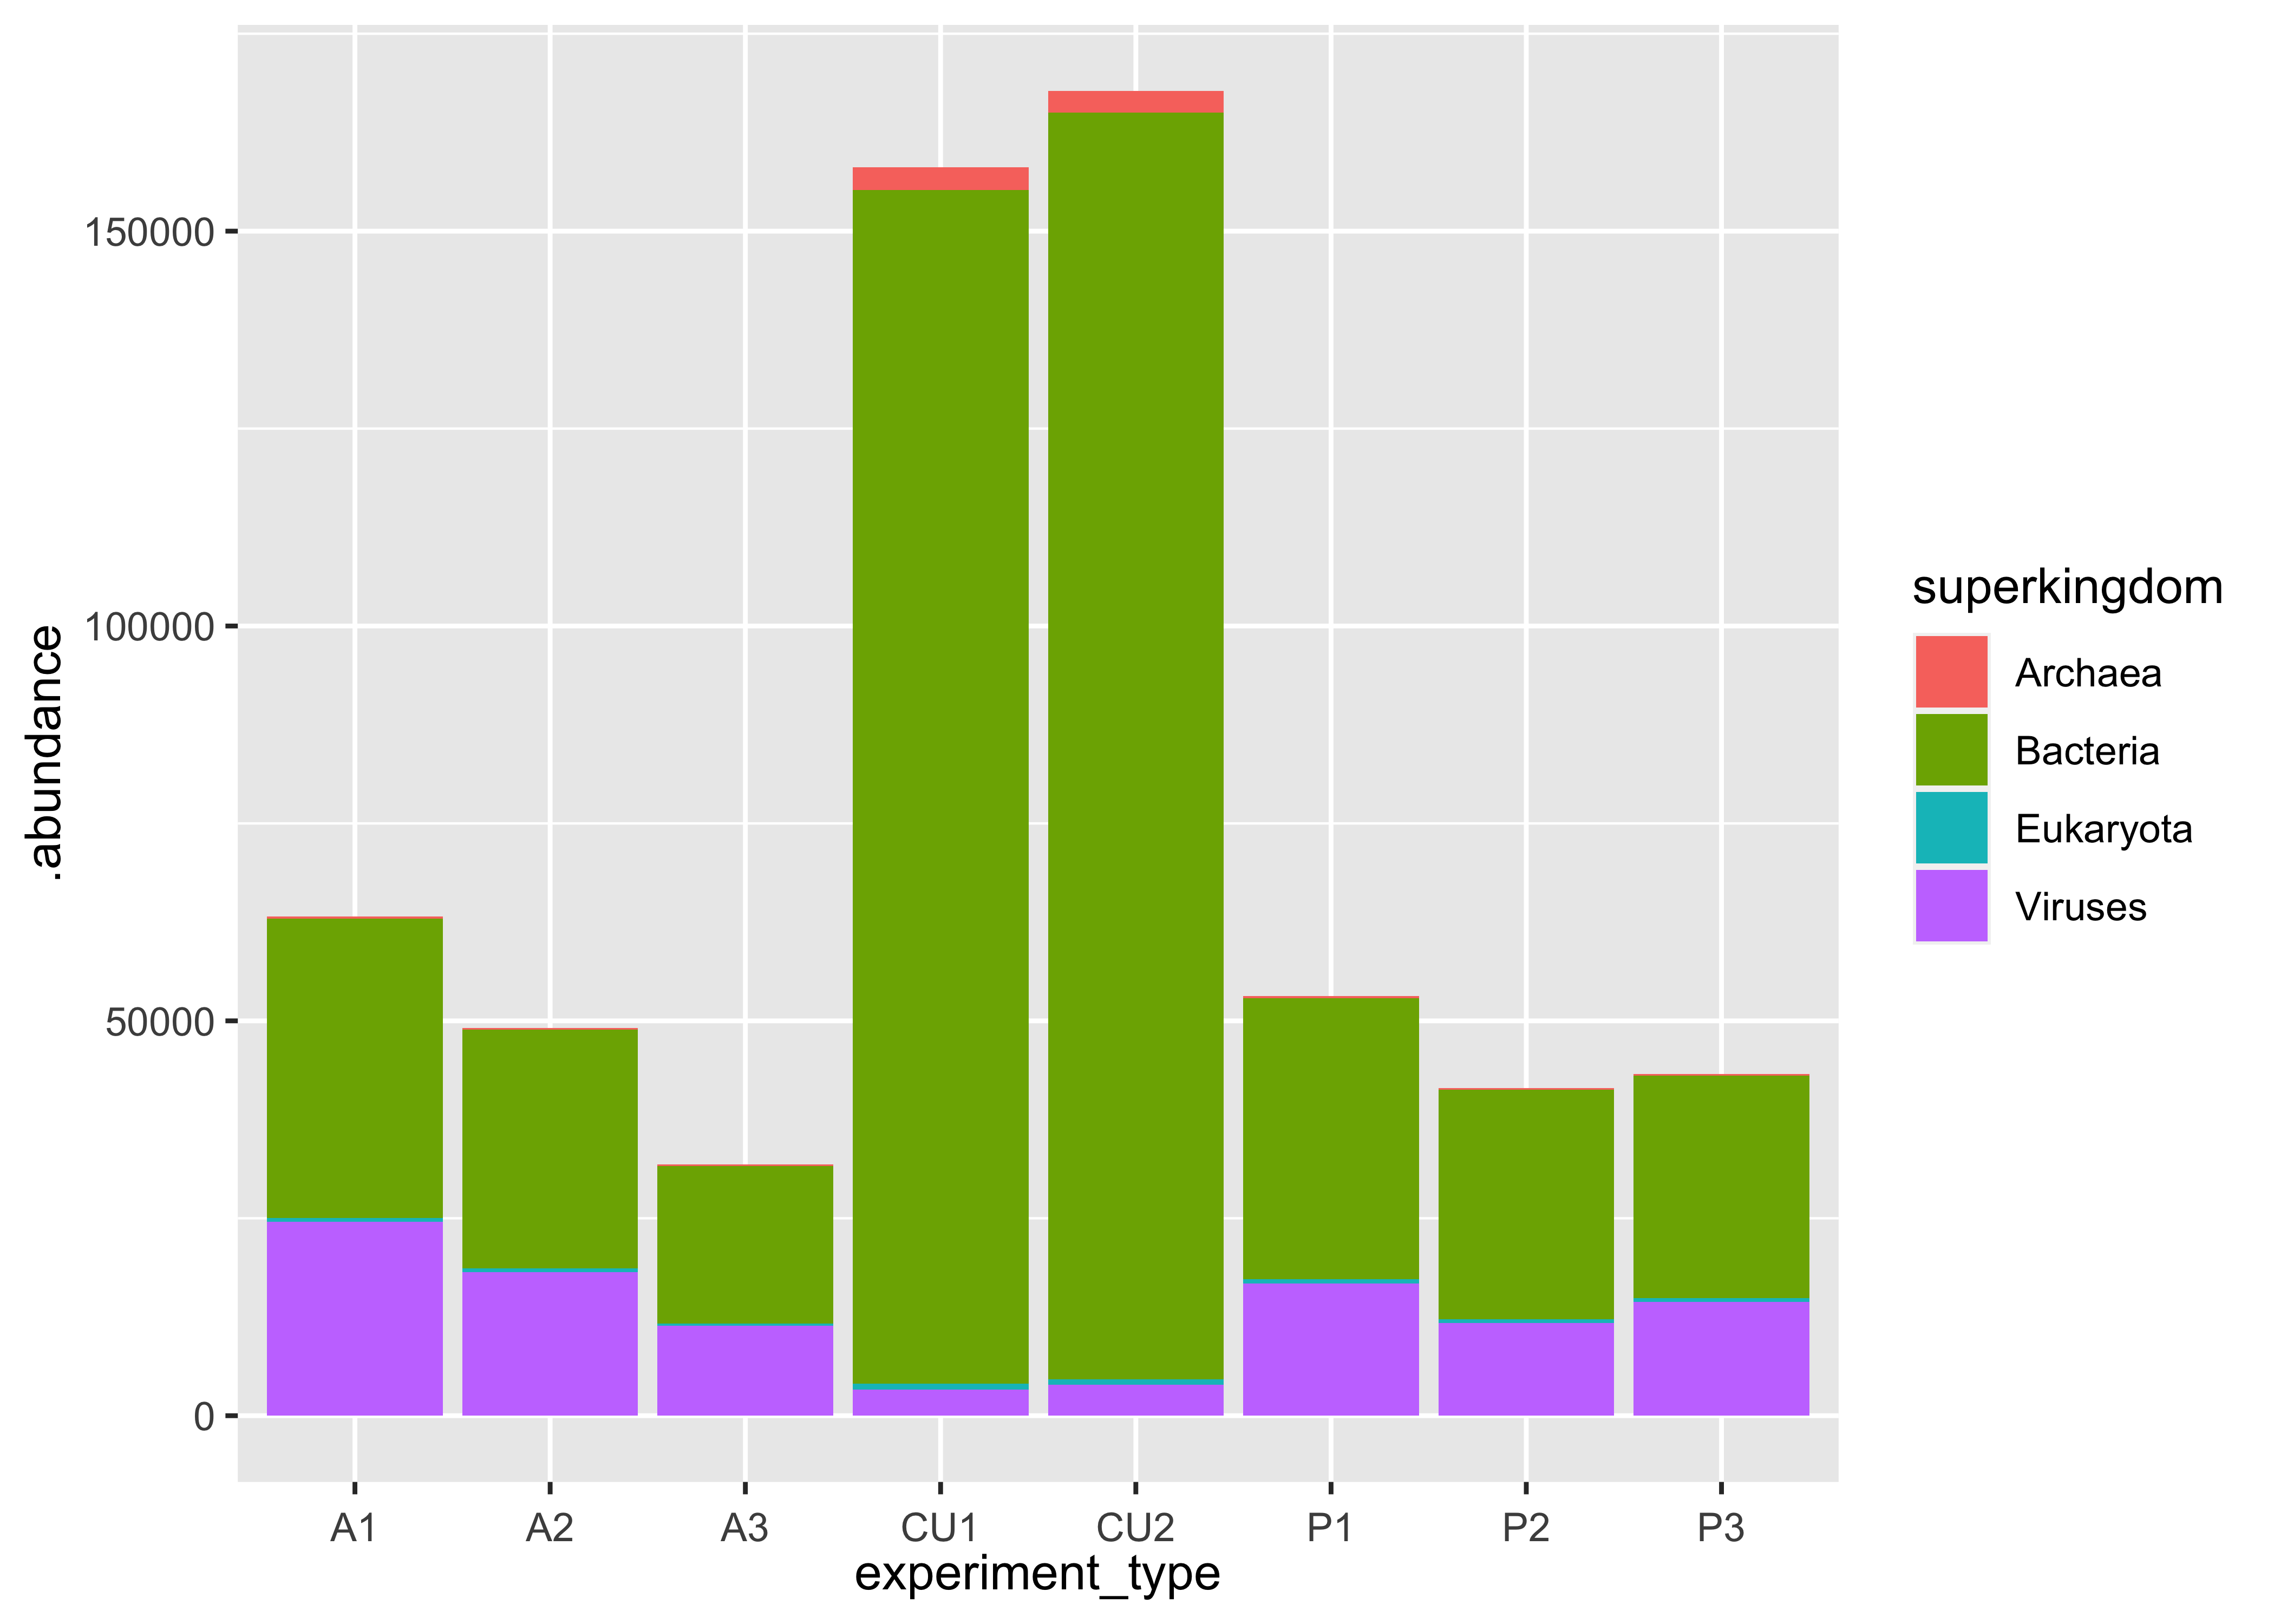 150000
100000
50000
0
.abundance
A1 A2 A3 CU1 CU2 P1 P2 P3
experiment_type
superkingdom
Archaea
Bacteria
Eukaryota
Viruses